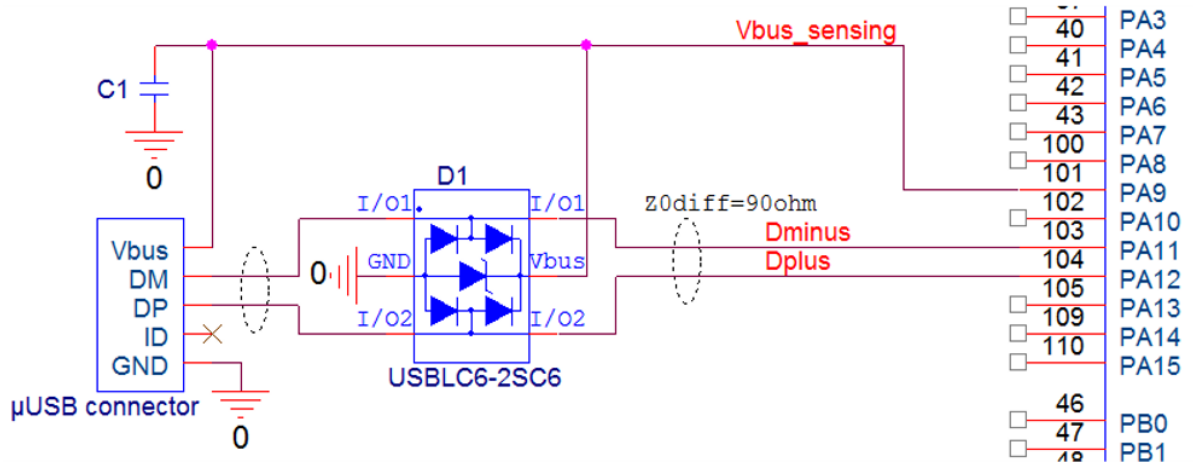 PA3
Vbus_sensing
40 PA4
41 PA5
C1
42 PA6
43 PA7
100 PA8
0
101 PA9
D1
102 PA10
I/O1 I/O1
Z0diff=90ohm
103 PA11
Dminus
Vbus
GND Vbus
Dplus
104 PA12
DM
0
105 PA13
DP
I/O2 I/O2
109 PA14
ID
110 PA15
GND
USBLC6-2SC6
µUSB connector
0
46 PB0
47 PB1